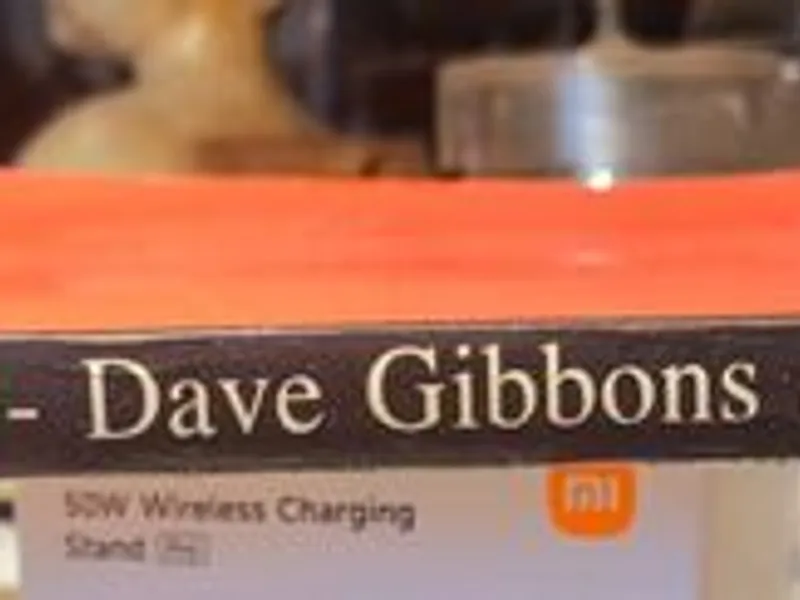 - Dave Gibbons
mi
50W Wireless Charging
Stand